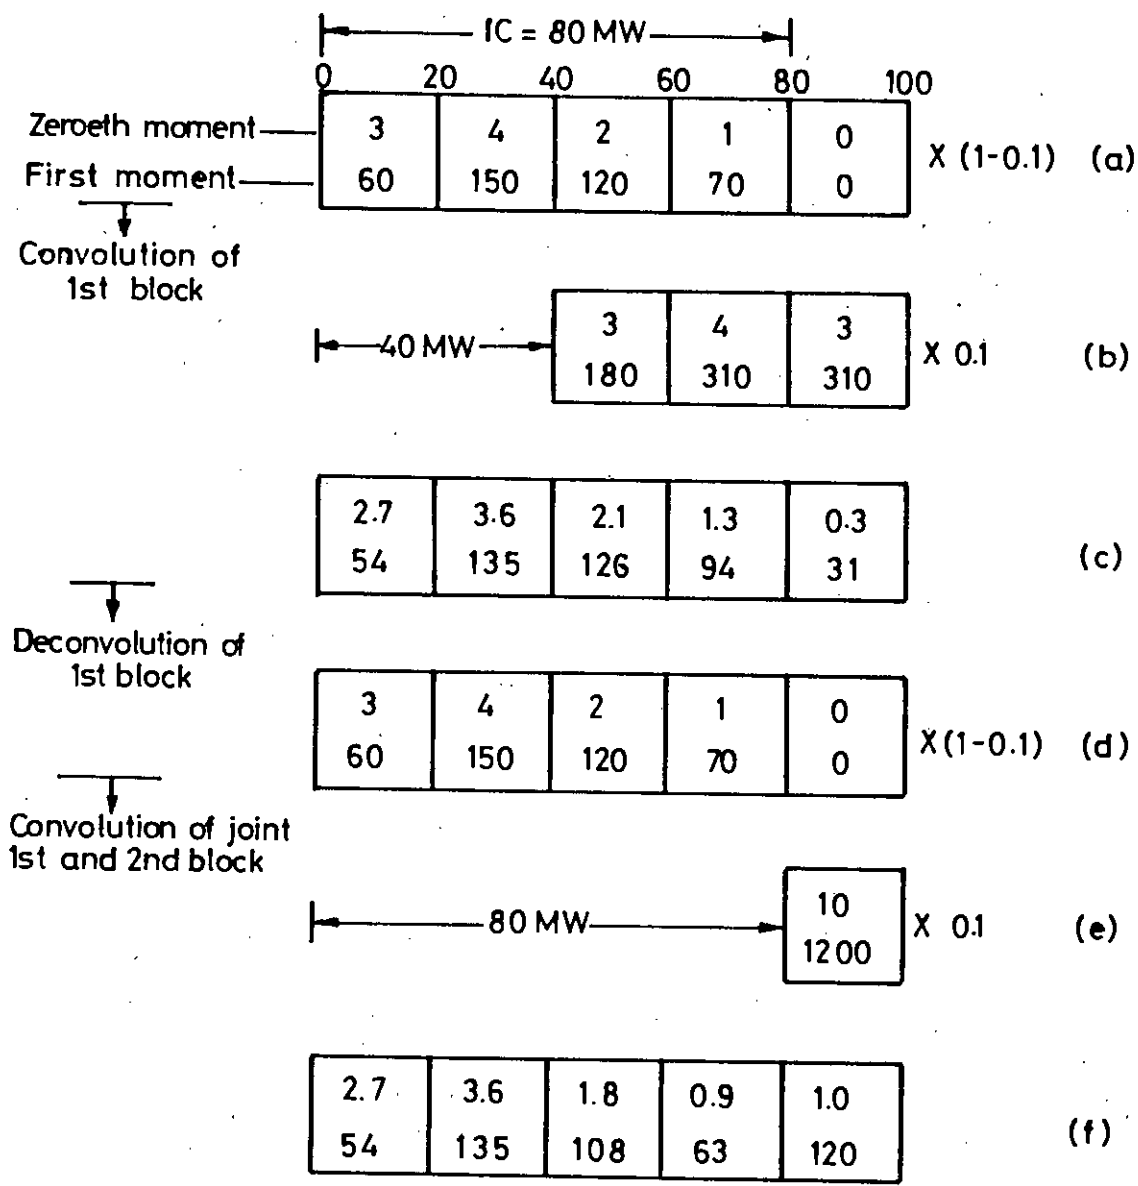 IC = 80 MW
0 20 40 60 80 100
Zeroeth moment 3 4 2 1 0
First moment 60 150 120 70 0
X (1-0.1) (a)
Convolution of
1st block
40 MW
3 4 3
180 310 310
X 0.1 (b)
2.7 3.6 2.1 1.3 0.3
54 135 126 94 31
(c)
Deconvolution of
1st block
3 4 2 1 0
60 150 120 70 0
X (1-0.1) (d)
Convolution of joint
1st and 2nd block
80 MW
10
1200
X 0.1 (e)
2.7 3.6 1.8 0.9 1.0
54 135 108 63 120
(f)